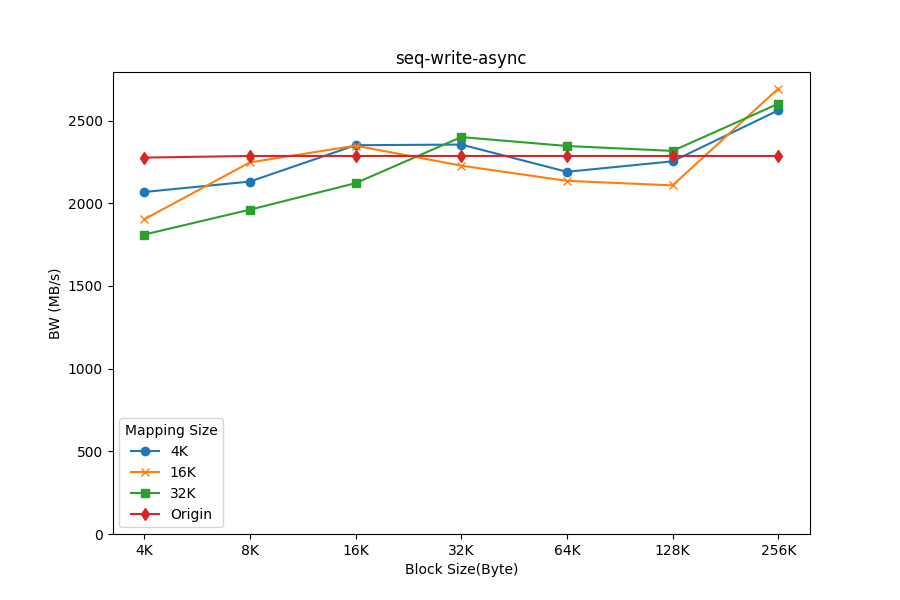 seq-write-async
BW (MB/s)
2500
2000
1500
1000
500
0
Mapping Size
4K
16K
32K
Origin
4K 8K 16K 32K 64K 128K 256K
Block Size(Byte)